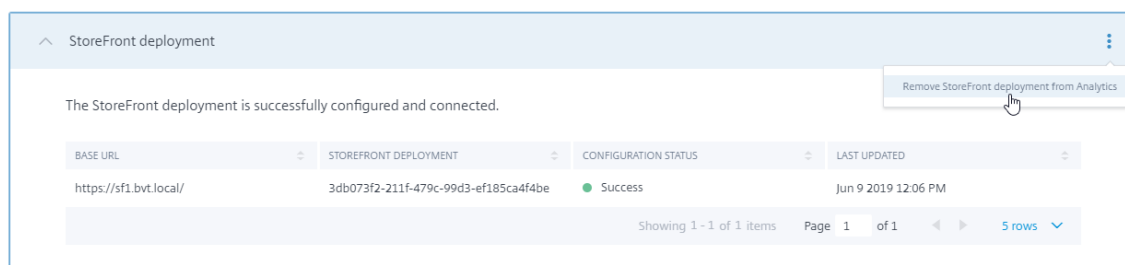 StoreFront deployment
Remove StoreFront deployment from Analytics
The StoreFront deployment is successfully configured and connected.
BASE URL STOREFRONT DEPLOYMENT CONFIGURATION STATUS LAST UPDATED
https://sf1.bvt.local/ 3db073f2-211f-479c-99d3-ef185ca4f4be Success Jun 9 2019 12:06 PM
Showing 1 - 1 of 1 items Page 1 of 1 5 rows